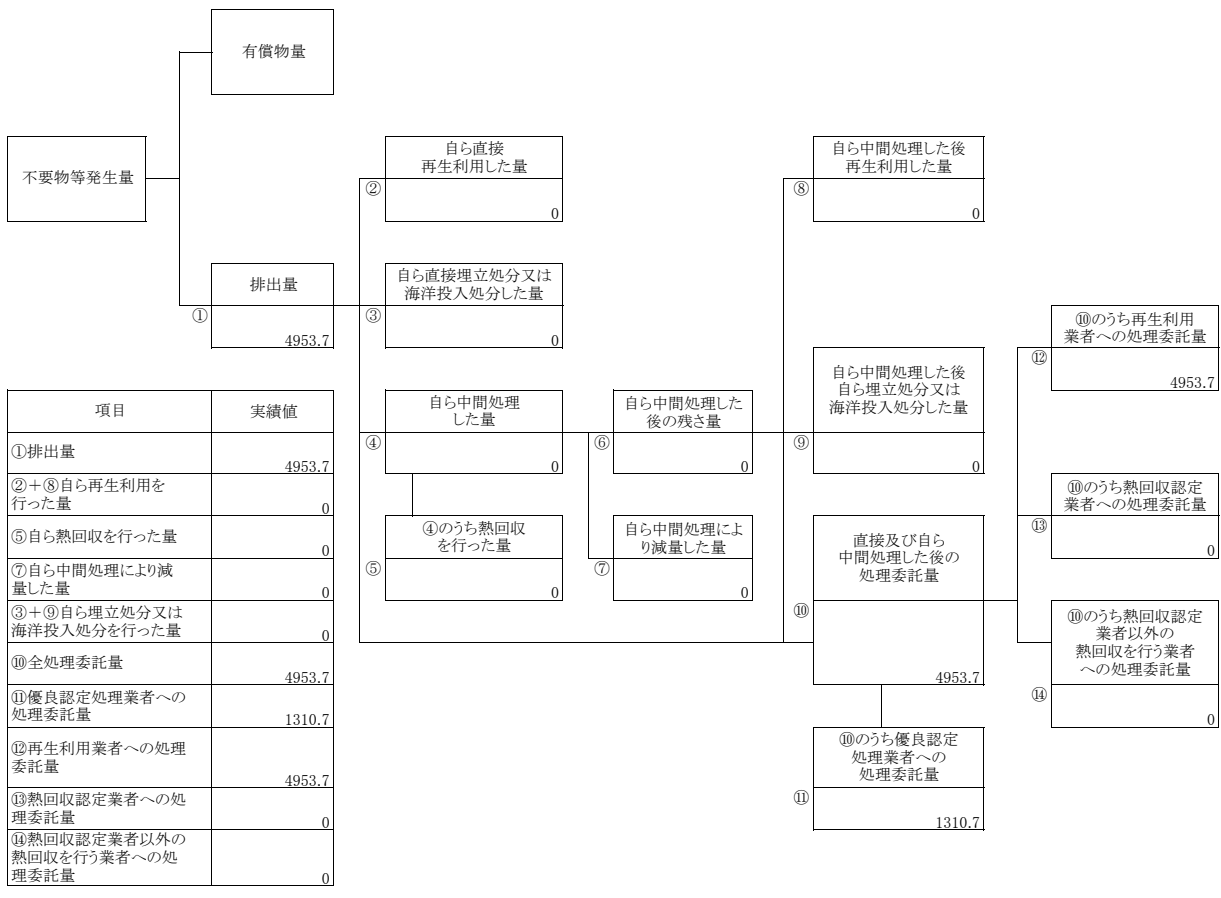 有償物量
不要物等発生量
排出量
①
4953.7
自ら直接
再生利用した量
②
0
自ら直接埋立処分又は
海洋投入処分した量
③
0
自ら中間処理
した量
④
0
④のうち熱回収
を行った量
⑤
0
自ら中間処理した
後の残さ量
⑥
0
自ら中間処理によ
り減量した量
⑦
0
自ら中間処理した後
再生利用した量
⑧
0
自ら中間処理した後
自ら埋立処分又は
海洋投入処分した量
⑨
0
直接及び自ら
中間処理した後の
処理委託量
⑩
4953.7
⑩のうち優良認定
処理業者への
処理委託量
⑪
1310.7
⑩のうち再生利用
業者への処理委託量
⑫
4953.7
⑩のうち熱回収認定
業者への処理委託量
⑬
0
⑩のうち熱回収認定
業者以外の
熱回収を行う業者
への処理委託量
⑭
0
項目 実績値
①排出量
4953.7
②＋⑧自ら再生利用を
行った量
0
⑤自ら熱回収を行った量
0
⑦自ら中間処理により減
量した量
0
③＋⑨自ら埋立処分又は
海洋投入処分を行った量
0
⑩全処理委託量
4953.7
⑪優良認定処理業者への
処理委託量
1310.7
⑫再生利用業者への処理
委託量
4953.7
⑬熱回収認定業者への処
理委託量
0
⑭熱回収認定業者以外の
熱回収を行う業者への処
理委託量
0